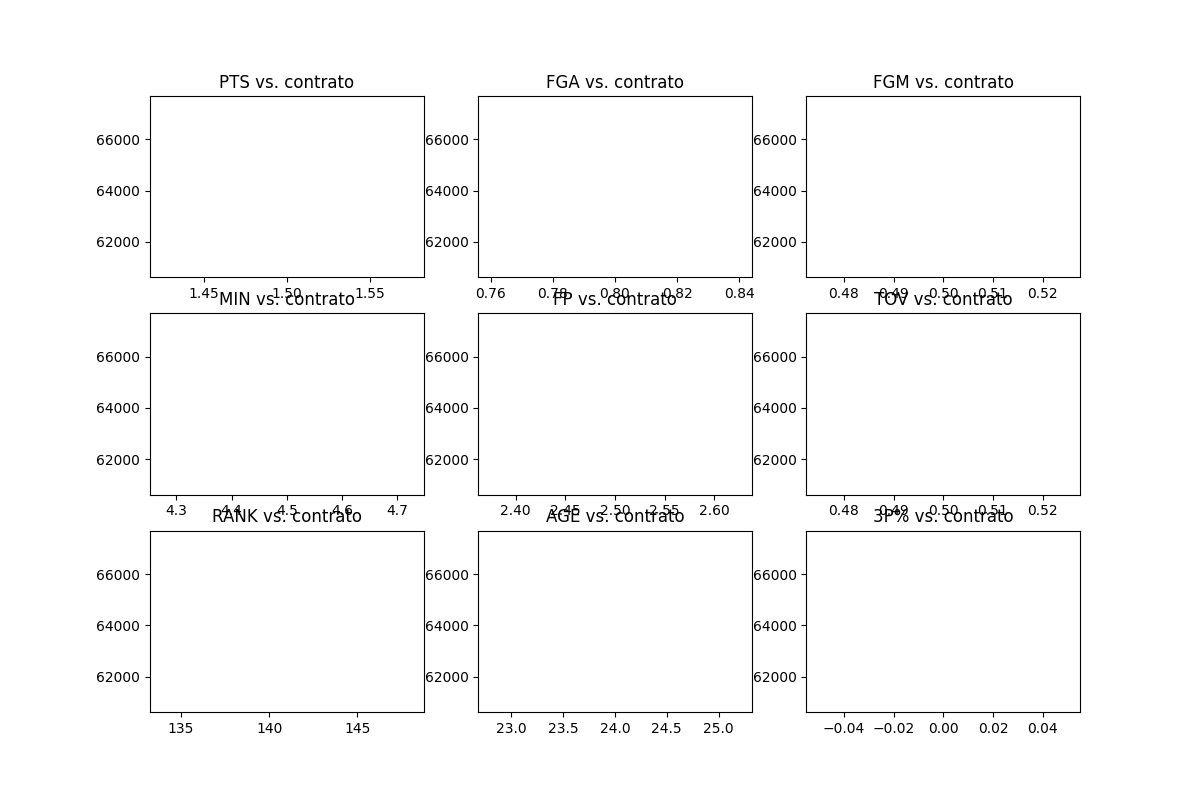 PTS vs. contrato
FGA vs. contrato
FGM vs. contrato
66000
64000
62000
66000
64000
62000
66000
64000
62000
1.45 1.50 1.55
0.76 0.78 0.80 0.82 0.84
0.48 0.49 0.50 0.51 0.52
MIN vs. contrato
FP vs. contrato
TOV vs. contrato
66000
64000
62000
66000
64000
62000
66000
64000
62000
4.3 4.4 4.5 4.6 4.7
2.40 2.45 2.50 2.55 2.60
0.48 0.49 0.50 0.51 0.52
RANK vs. contrato
AGE vs. contrato
3P% vs. contrato
66000
64000
62000
66000
64000
62000
66000
64000
62000
135 140 145
23.0 23.5 24.0 24.5 25.0
−0.04 −0.02 0.00 0.02 0.04